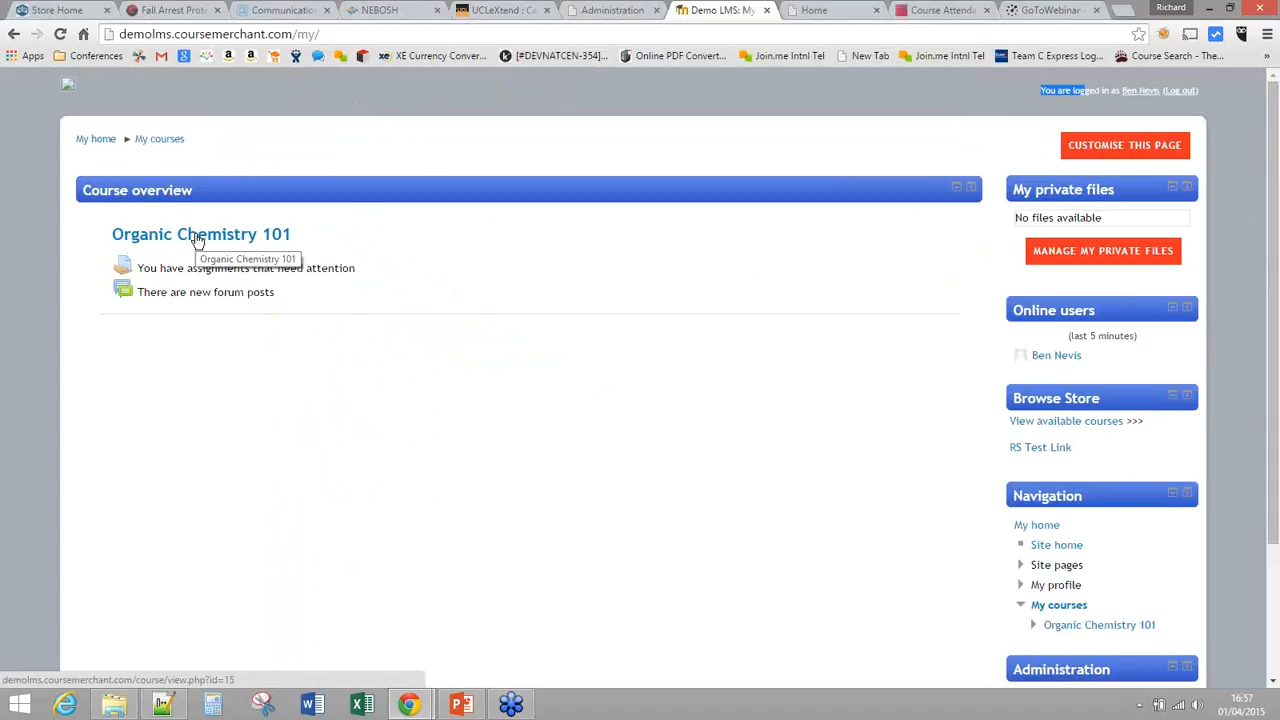 Store Home
Fall Arrest Prote
Communication
NEBOSH
UCLeXtend : Ce
Administration
Demo LMS: My
Home
Course Attenda
GoToWebinar -
Richard
demolms.coursemerchant.com/my/
Apps
Conferences
XE Currency Conver...
[#DEVNATCEN-354]...
Online PDF Convert...
Join.me Intnl Tel
New Tab
Join.me Intnl Tel
Team C Express Log...
Course Search - The...
You are logged in as Ben Nevis (Log out)
My home ► My courses
CUSTOMISE THIS PAGE
Course overview
Organic Chemistry 101
Organic Chemistry 101
You have assignments that need attention
There are new forum posts
My private files
No files available
MANAGE MY PRIVATE FILES
Online users
(last 5 minutes)
Ben Nevis
Browse Store
View available courses >>>
RS Test Link
Navigation
My home
Site home
Site pages
My profile
My courses
Organic Chemistry 101
Administration
demolms.coursemerchant.com/course/view.php?id=15
16:57
01/04/2015